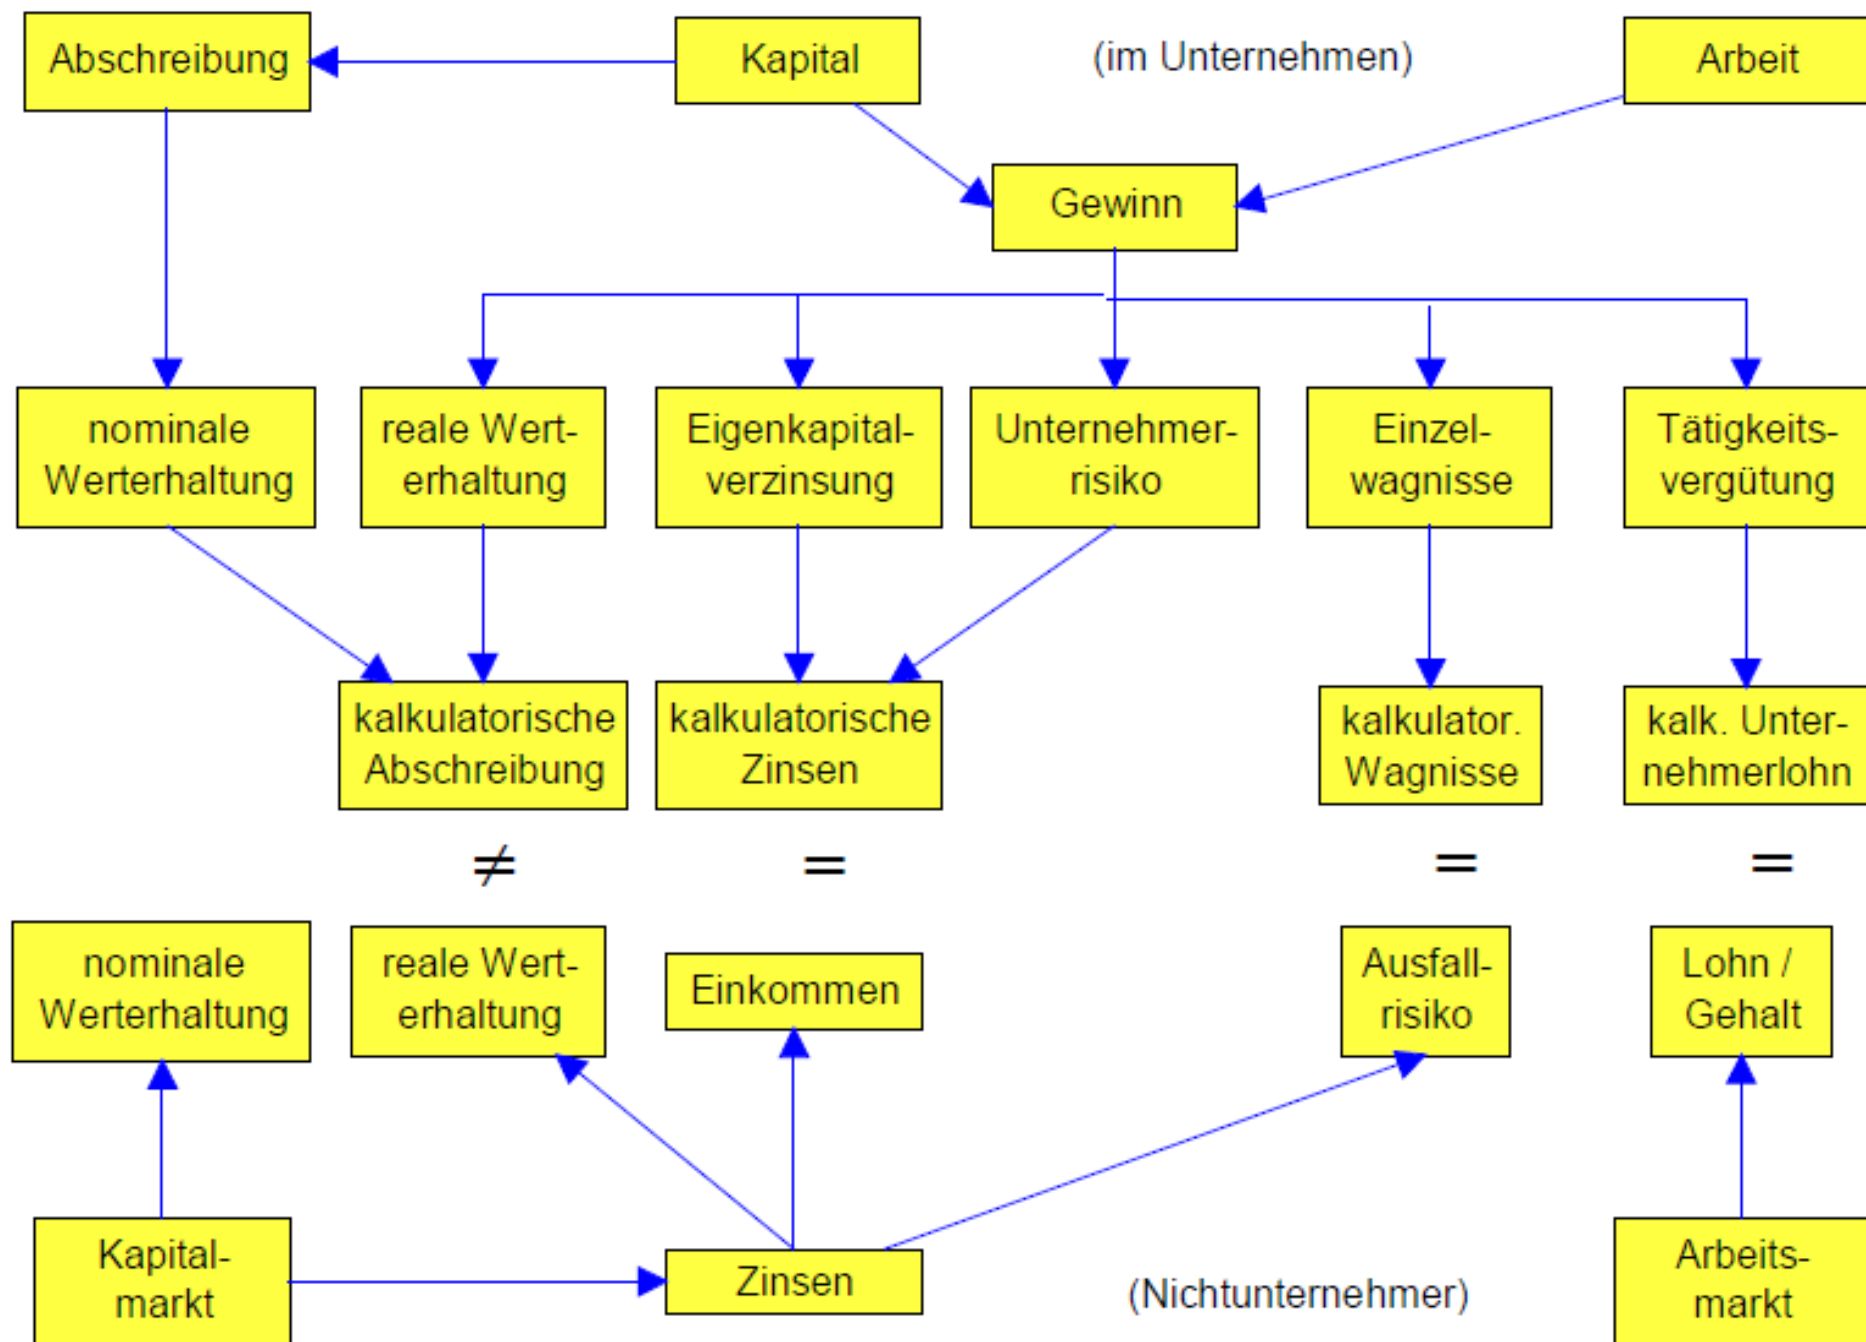 Abschreibung
Kapital
(im Unternehmen)
Arbeit
Gewinn
nominale
Werterhaltung
reale Wert-
erhaltung
Eigenkapital-
verzinsung
Unternehmer-
risiko
Einzel-
wagnisse
Tätigkeits-
vergütung
kalkulatorische
Abschreibung
kalkulatorische
Zinsen
kalkulator.
Wagnisse
kalk. Unter-
nehmerlohn
≠
=
=
=
nominale
Werterhaltung
reale Wert-
erhaltung
Einkommen
Ausfall-
risiko
Lohn /
Gehalt
Kapital-
markt
Zinsen
(Nichtunternehmer)
Arbeits-
markt